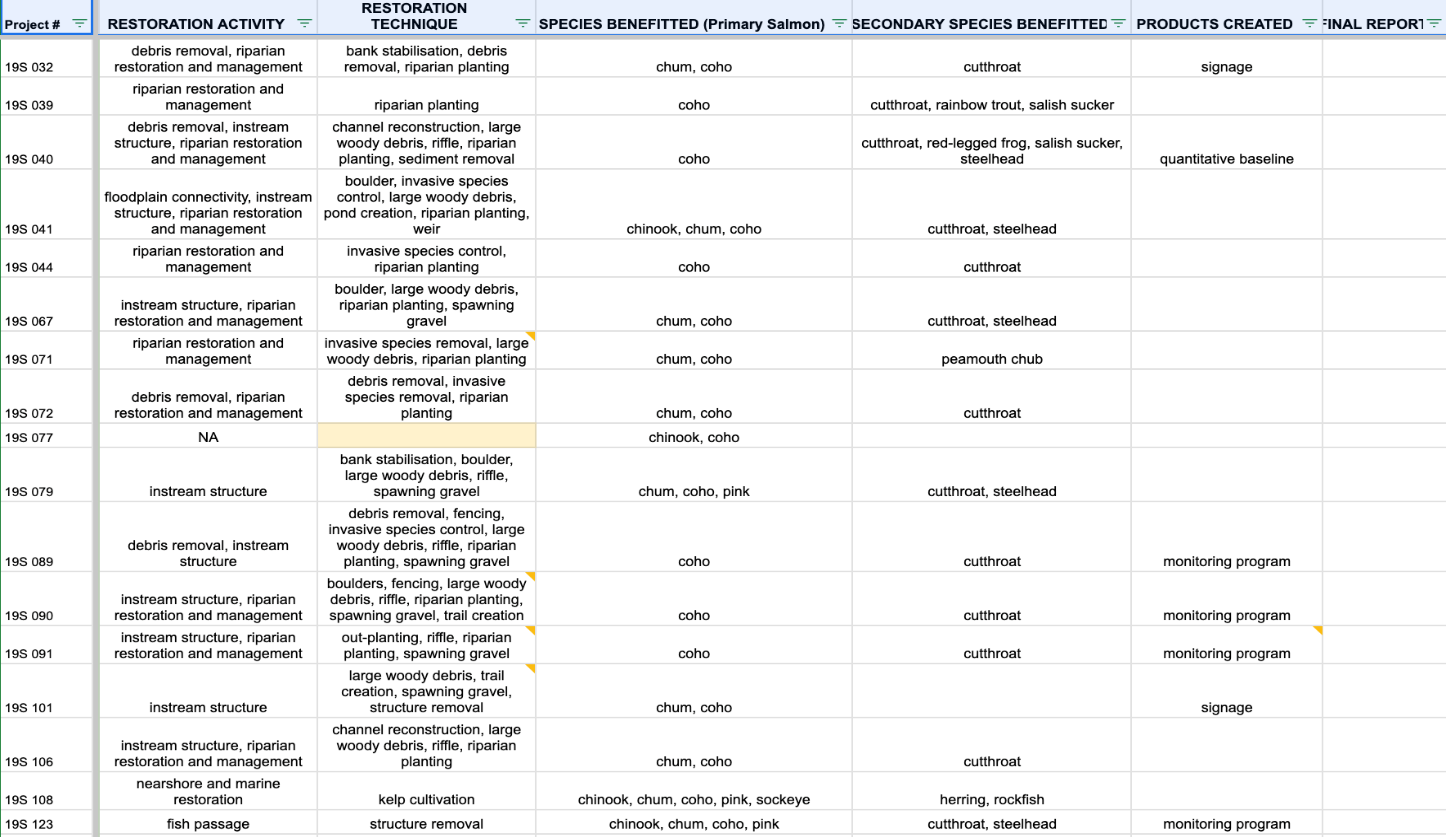 Project #
RESTORATION ACTIVITY
RESTORATION
TECHNIQUE
SPECIES BENEFITTED (Primary Salmon)
SECONDARY SPECIES BENEFITTED
PRODUCTS CREATED
FINAL REPORT
19S 032
debris removal, riparian
restoration and management
bank stabilisation, debris
removal, riparian planting
chum, coho
cutthroat
signage
19S 039
riparian restoration and
management
riparian planting
coho
cutthroat, rainbow trout, salish sucker
19S 040
debris removal, instream
structure, riparian restoration
and management
channel reconstruction, large
woody debris, riffle, riparian
planting, sediment removal
coho
cutthroat, red-legged frog, salish sucker,
steelhead
quantitative baseline
19S 041
floodplain connectivity, instream
structure, riparian restoration
and management
boulder, invasive species
control, large woody debris,
pond creation, riparian planting,
weir
chinook, chum, coho
cutthroat, steelhead
19S 044
riparian restoration and
management
invasive species control,
riparian planting
coho
cutthroat
19S 067
instream structure, riparian
restoration and management
boulder, large woody debris,
riparian planting, spawning
gravel
chum, coho
cutthroat, steelhead
19S 071
riparian restoration and
management
invasive species removal, large
woody debris, riparian planting
chum, coho
peamouth chub
19S 072
debris removal, riparian
restoration and management
debris removal, invasive
species removal, riparian
planting
chum, coho
cutthroat
19S 077
NA
chinook, coho
19S 079
instream structure
bank stabilisation, boulder,
large woody debris, riffle,
spawning gravel
chum, coho, pink
cutthroat, steelhead
19S 089
debris removal, instream
structure
debris removal, fencing,
invasive species control, large
woody debris, riffle, riparian
planting, spawning gravel
coho
cutthroat
monitoring program
19S 090
instream structure, riparian
restoration and management
boulders, fencing, large woody
debris, riffle, riparian planting,
spawning gravel, trail creation
coho
cutthroat
monitoring program
19S 091
instream structure, riparian
restoration and management
out-planting, riffle, riparian
planting, spawning gravel
coho
cutthroat
monitoring program
19S 101
instream structure
large woody debris, trail
creation, spawning gravel,
structure removal
chum, coho
signage
19S 106
instream structure, riparian
restoration and management
channel reconstruction, large
woody debris, riffle, riparian
planting
chum, coho
cutthroat
19S 108
nearshore and marine
restoration
kelp cultivation
chinook, chum, coho, pink, sockeye
herring, rockfish
19S 123
fish passage
structure removal
chinook, chum, coho, pink
cutthroat, steelhead
monitoring program